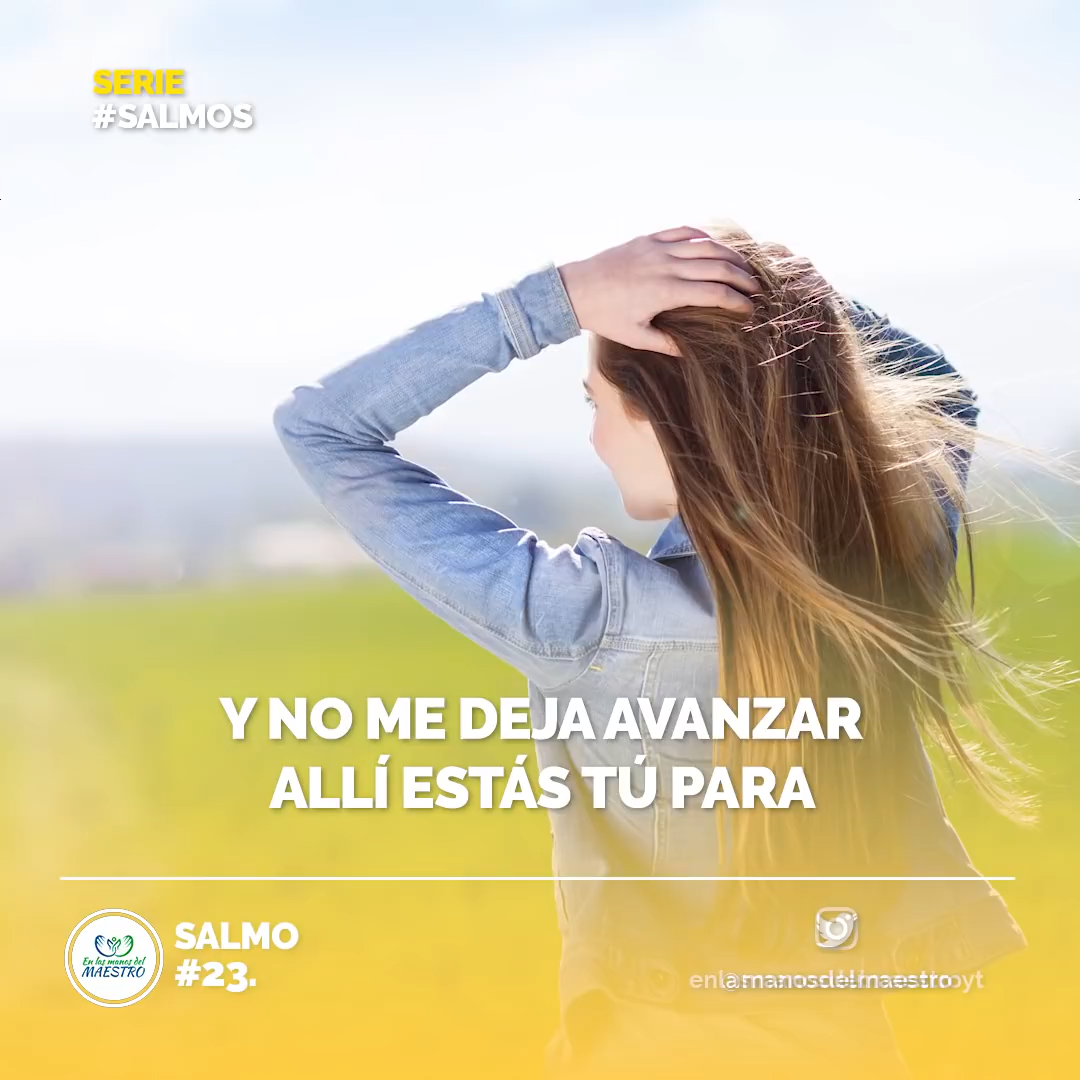 SERIE
#SALMOS
Y NO ME DEJA AVANZAR
ALLÍ ESTÁS TÚ PARA
En las manos del
MAESTRO
SALMO
#23.